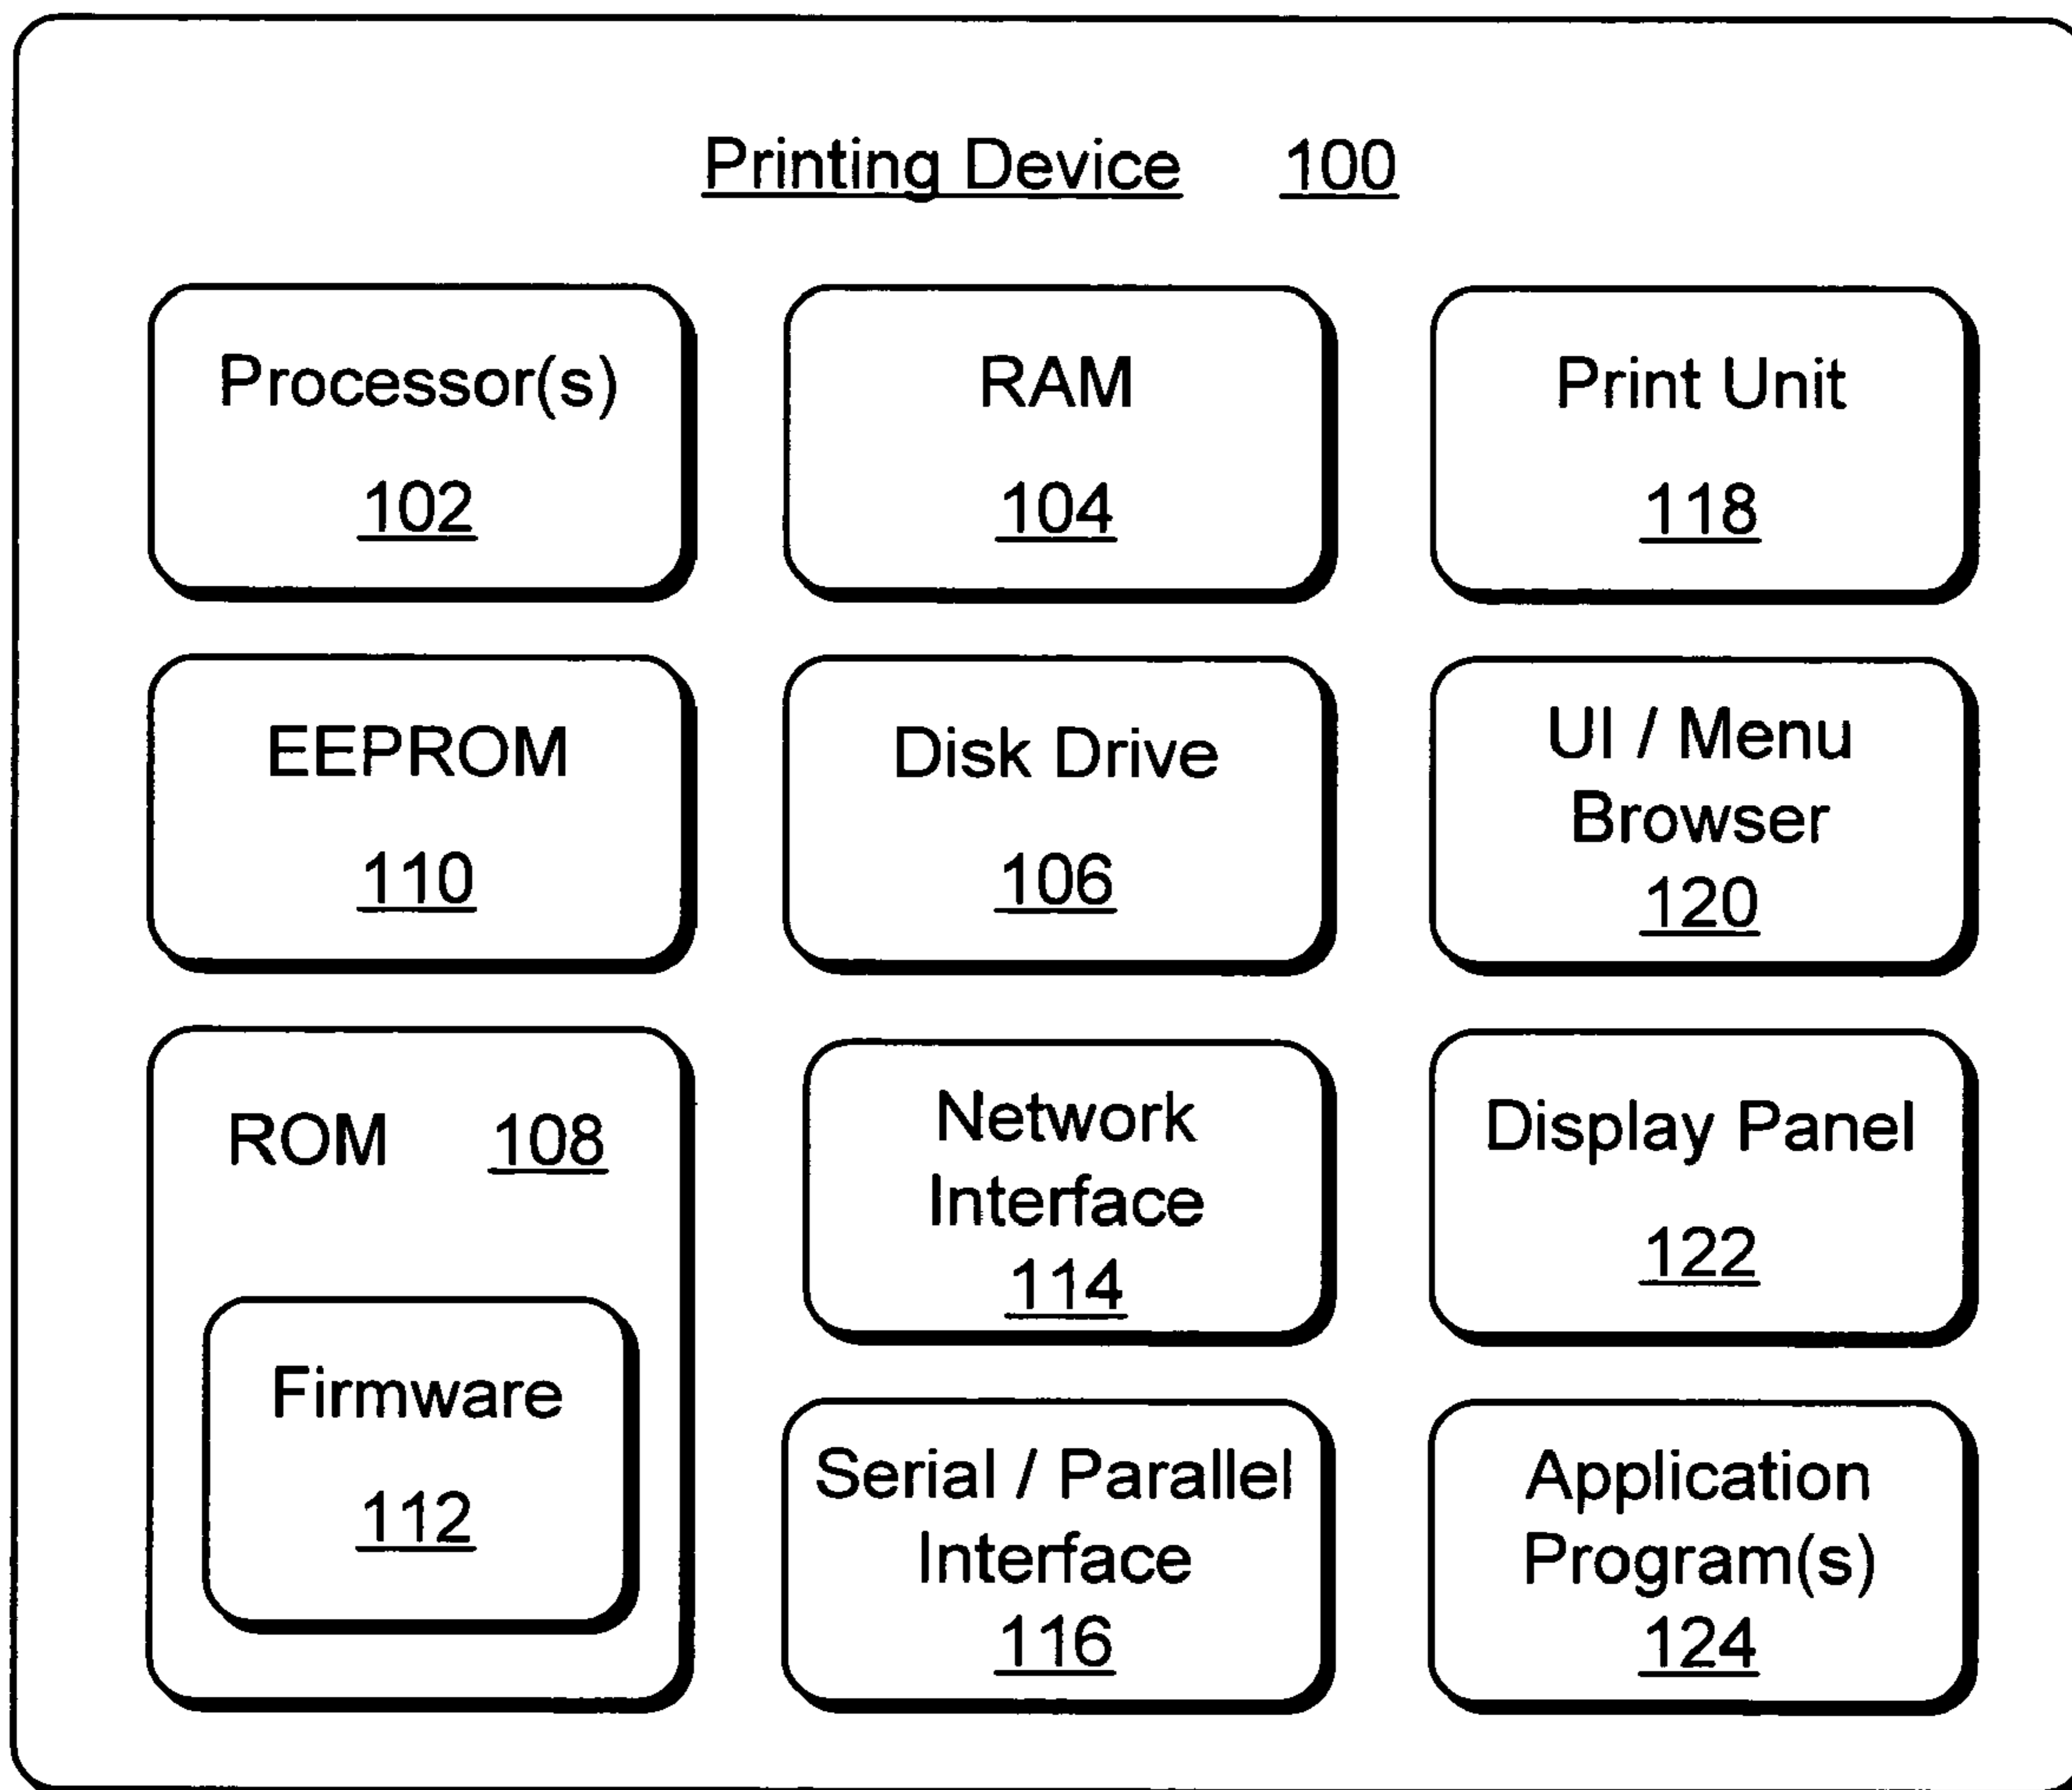 Printing Device 100
Processor(s)
102
RAM
104
Print Unit
118
EEPROM
110
Disk Drive
106
UI / Menu
Browser
120
ROM 108
Firmware
112
Network
Interface
114
Display Panel
122
Serial / Parallel
Interface
116
Application
Program(s)
124